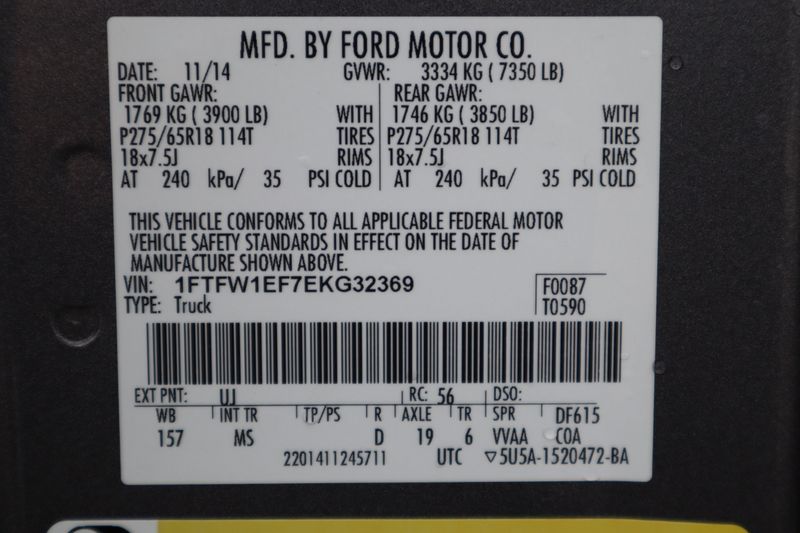 MFD. BY FORD MOTOR CO.
DATE: 11/14 GVWR: 3334 KG ( 7350 LB)
FRONT GAWR: REAR GAWR:
1769 KG ( 3900 LB) WITH 1746 KG ( 3850 LB) WITH
P275/65R18 114T TIRES P275/65R18 114T TIRES
18x7.5J RIMS 18x7.5J RIMS
AT 240 kPa/ 35 PSI COLD AT 240 kPa/ 35 PSI COLD
THIS VEHICLE CONFORMS TO ALL APPLICABLE FEDERAL MOTOR
VEHICLE SAFETY STANDARDS IN EFFECT ON THE DATE OF
MANUFACTURE SHOWN ABOVE.
VIN: 1FTFW1EF7EKG32369 F0087
TYPE: Truck T0590
EXT PNT: UJ RC: 56 DSO:
WB INT TR TP/PS R AXLE TR SPR DF615
157 MS D 19 6 VVAA COA
2201411245711 UTC ▽5U5A-1520472-BA